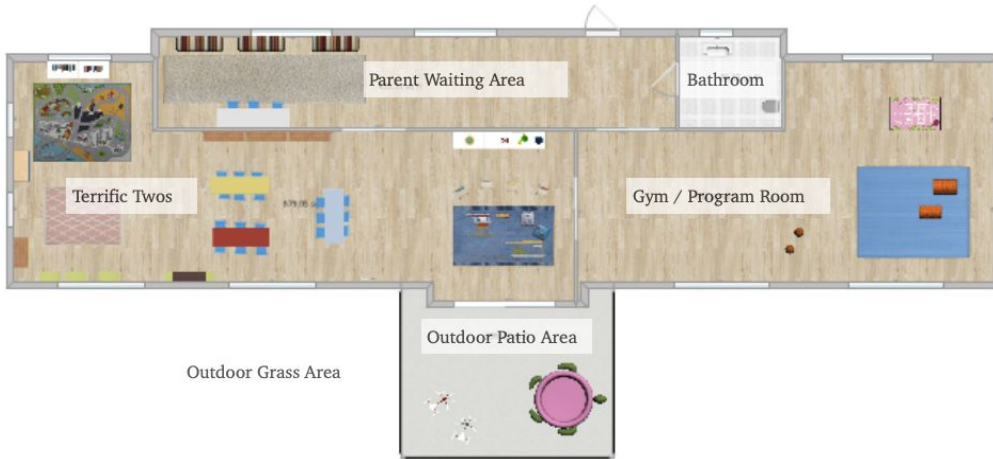 Parent Waiting Area
Bathroom
Terrific Twos
Gym / Program Room
Outdoor Patio Area
Outdoor Grass Area